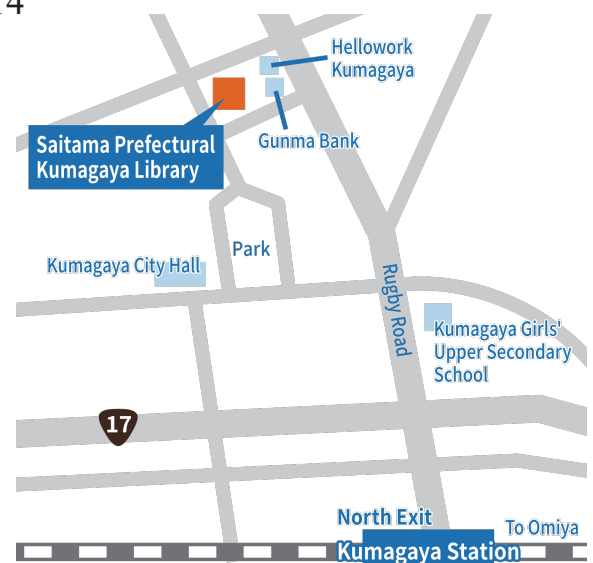 14
Hellowork
Kumagaya
Gunma Bank
Saitama Prefectural
Kumagaya Library
Park
Kumagaya City Hall
Rugby Road
Kumagaya Girls'
Upper Secondary
School
17
North Exit
To Omiya
Kumagaya Station